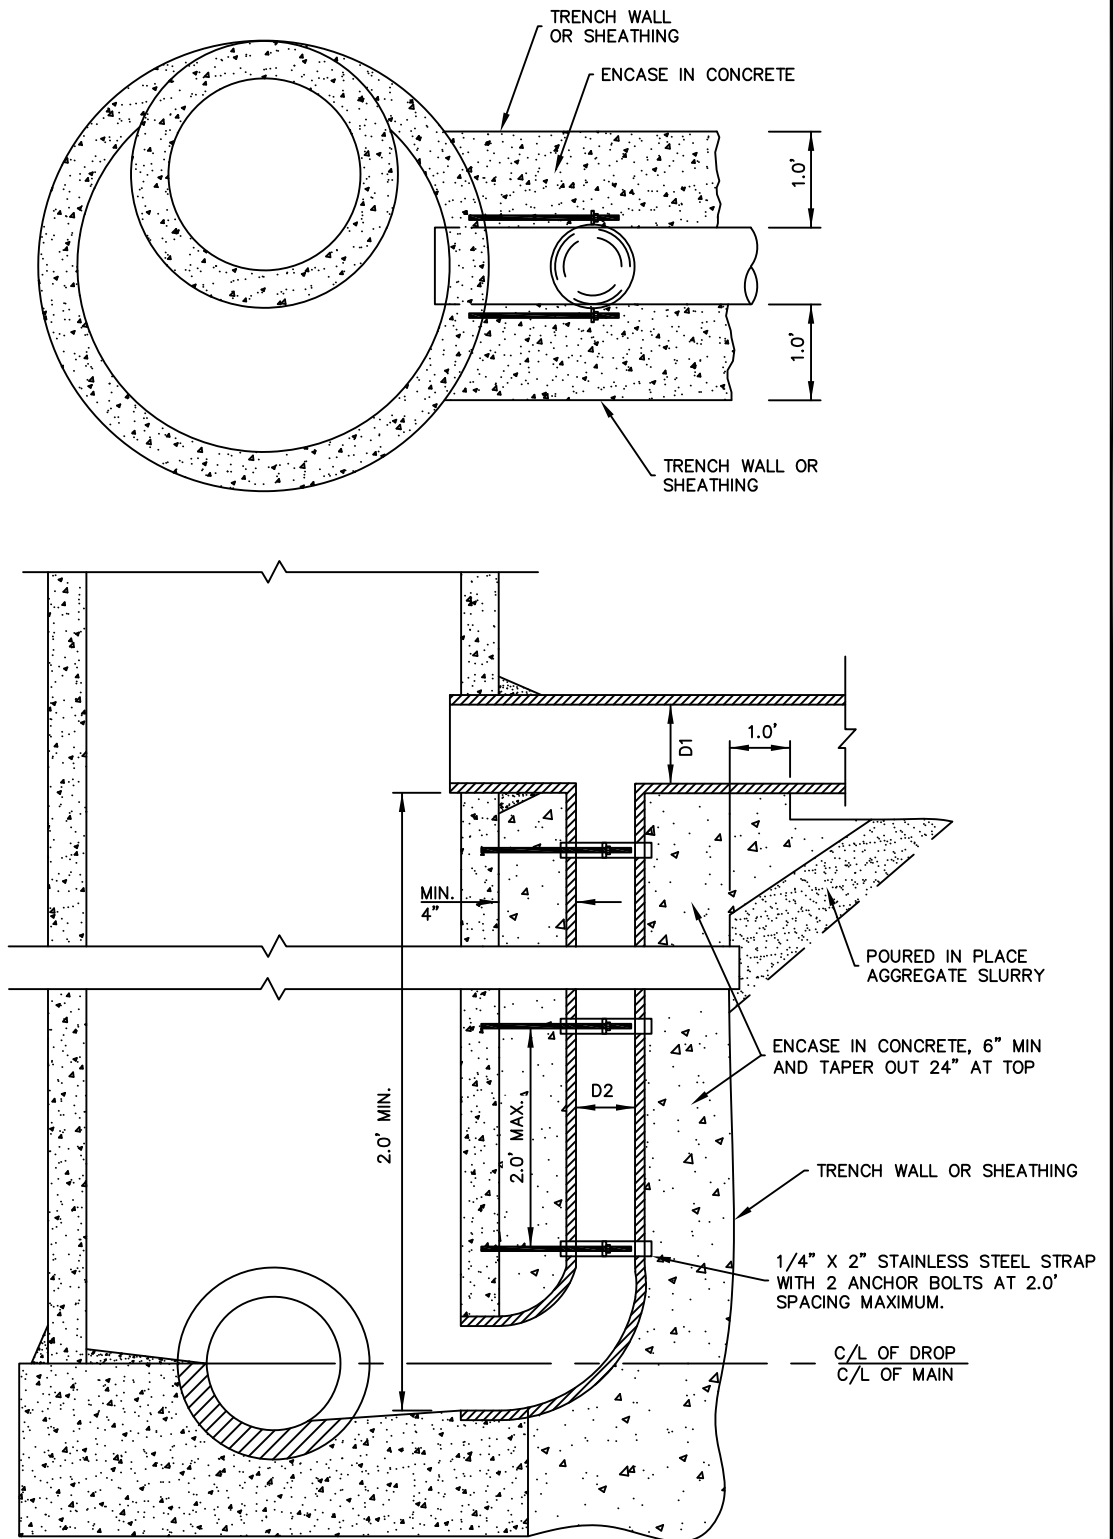 TRENCH WALL
OR SHEATHING
ENCASE IN CONCRETE
1.0'
1.0'
TRENCH WALL OR
SHEATHING
D1
1.0'
MIN.
4"
POURED IN PLACE
AGGREGATE SLURRY
ENCASE IN CONCRETE, 6" MIN
AND TAPER OUT 24" AT TOP
2.0' MIN.
2.0' MAX.
D2
TRENCH WALL OR SHEATHING
1/4" X 2" STAINLESS STEEL STRAP
WITH 2 ANCHOR BOLTS AT 2.0'
SPACING MAXIMUM.
C/L OF DROP
C/L OF MAIN